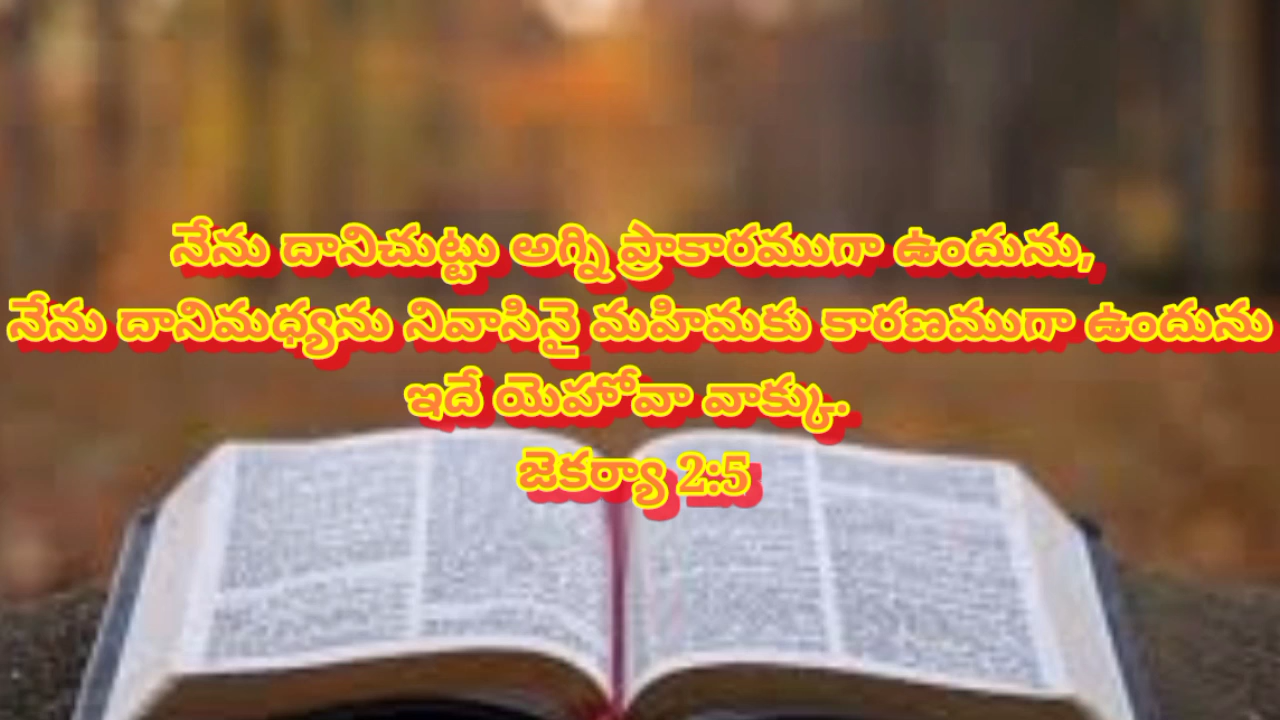 నేను దానిచుట్టు అగ్ని ప్రాకారముగా ఉందును,
నేను దానిమధ్యను నివాసినై మహిమకు కారణముగా ఉందును
ఇదే యెహోవా వాక్కు.
జెకర్యా 2:5